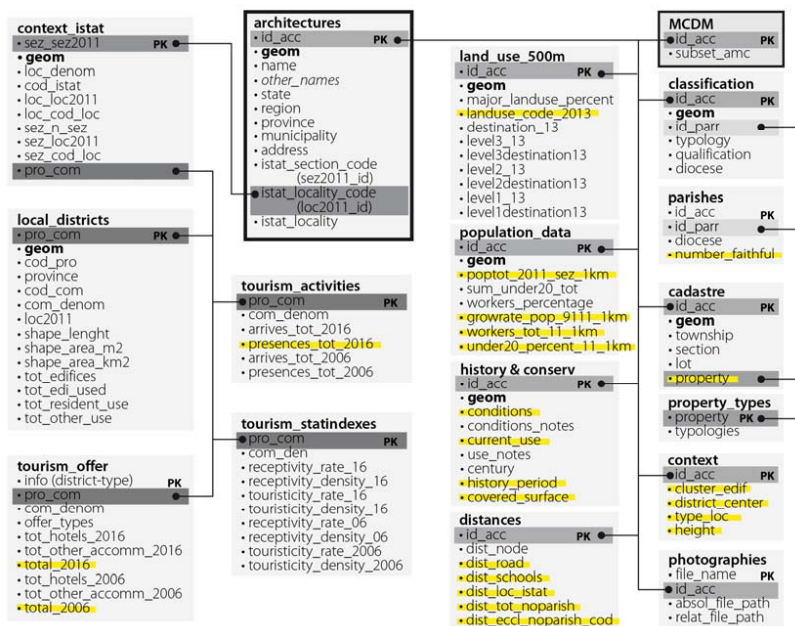 context_istat
• sez_sez2011 PK
• geom
• loc_denom
• cod_istat
• loc_loc2011
• loc_cod_loc
• sez_n_sez
• sez_loc2011
• sez_cod_loc
• pro_com
local_districts
• pro_com PK
• geom
• cod_pro
• province
• cod_com
• com_denom
• loc2011
• shape_lenght
• shape_area_m2
• shape_area_km2
• tot_edifices
• tot_edi_used
• tot_resident_use
• tot_other_use
tourism_offer
• info (district-type) PK
• pro_com
• com_denom
• offer_types
• tot_hotels_2016
• tot_other_accomm_2016
• total_2016
• tot_hotels_2006
• tot_other_accomm_2006
• total_2006
architectures
• id_acc PK
• geom
• name
• other_names
• state
• region
• province
• municipality
• address
• istat_section_code
(sez2011_id)
• istat_locality_code
(loc2011_id)
• istat_locality
tourism_activities
• pro_com PK
• com_denom
• arrives_tot_2016
• presences_tot_2016
• arrives_tot_2006
• presences_tot_2006
tourism_statindexes
• pro_com PK
• com_den
• receptivity_rate_16
• receptivity_density_16
• touristicity_rate_16
• touristicity_density_16
• receptivity_rate_06
• receptivity_density_06
• touristicity_rate_2006
• touristicity_density_2006
land_use_500m
• id_acc PK
• geom
• major_landuse_percent
• landuse_code_2013
• destination_13
• level3_13
• level3destination13
• level2_13
• level2destination13
• level1_13
• level1destination13
population_data
• id_acc PK
• geom
• poptot_2011_sez_1km
• sum_under20_tot
• workers_percentage
• growrate_pop_9111_1km
• workers_tot_11_1km
• under20_percent_11_1km
history & conserv
• id_acc PK
• geom
• conditions
• conditions_notes
• current_use
• use_notes
• century
• history_period
• covered_surface
distances
• id_acc PK
• dist_node
• dist_road
• dist_schools
• dist_loc_istat
• dist_tot_noparish
• dist_eccl_noparish_cod
MCDM
• id_acc PK
• subset_amc
classification
• id_acc PK
• geom
• id_parr
• typology
• qualification
• diocese
parishes
• id_acc PK
• id_parr
• diocese
• number_faithful
cadastre
• id_acc PK
• geom
• township
• section
• lot
• property
property_types
• property PK
• typologies
context
• id_acc PK
• cluster_edif
• district_center
• type_loc
• height
photographies
• file_name PK
• id_acc
• absol_file_path
• relat_file_path